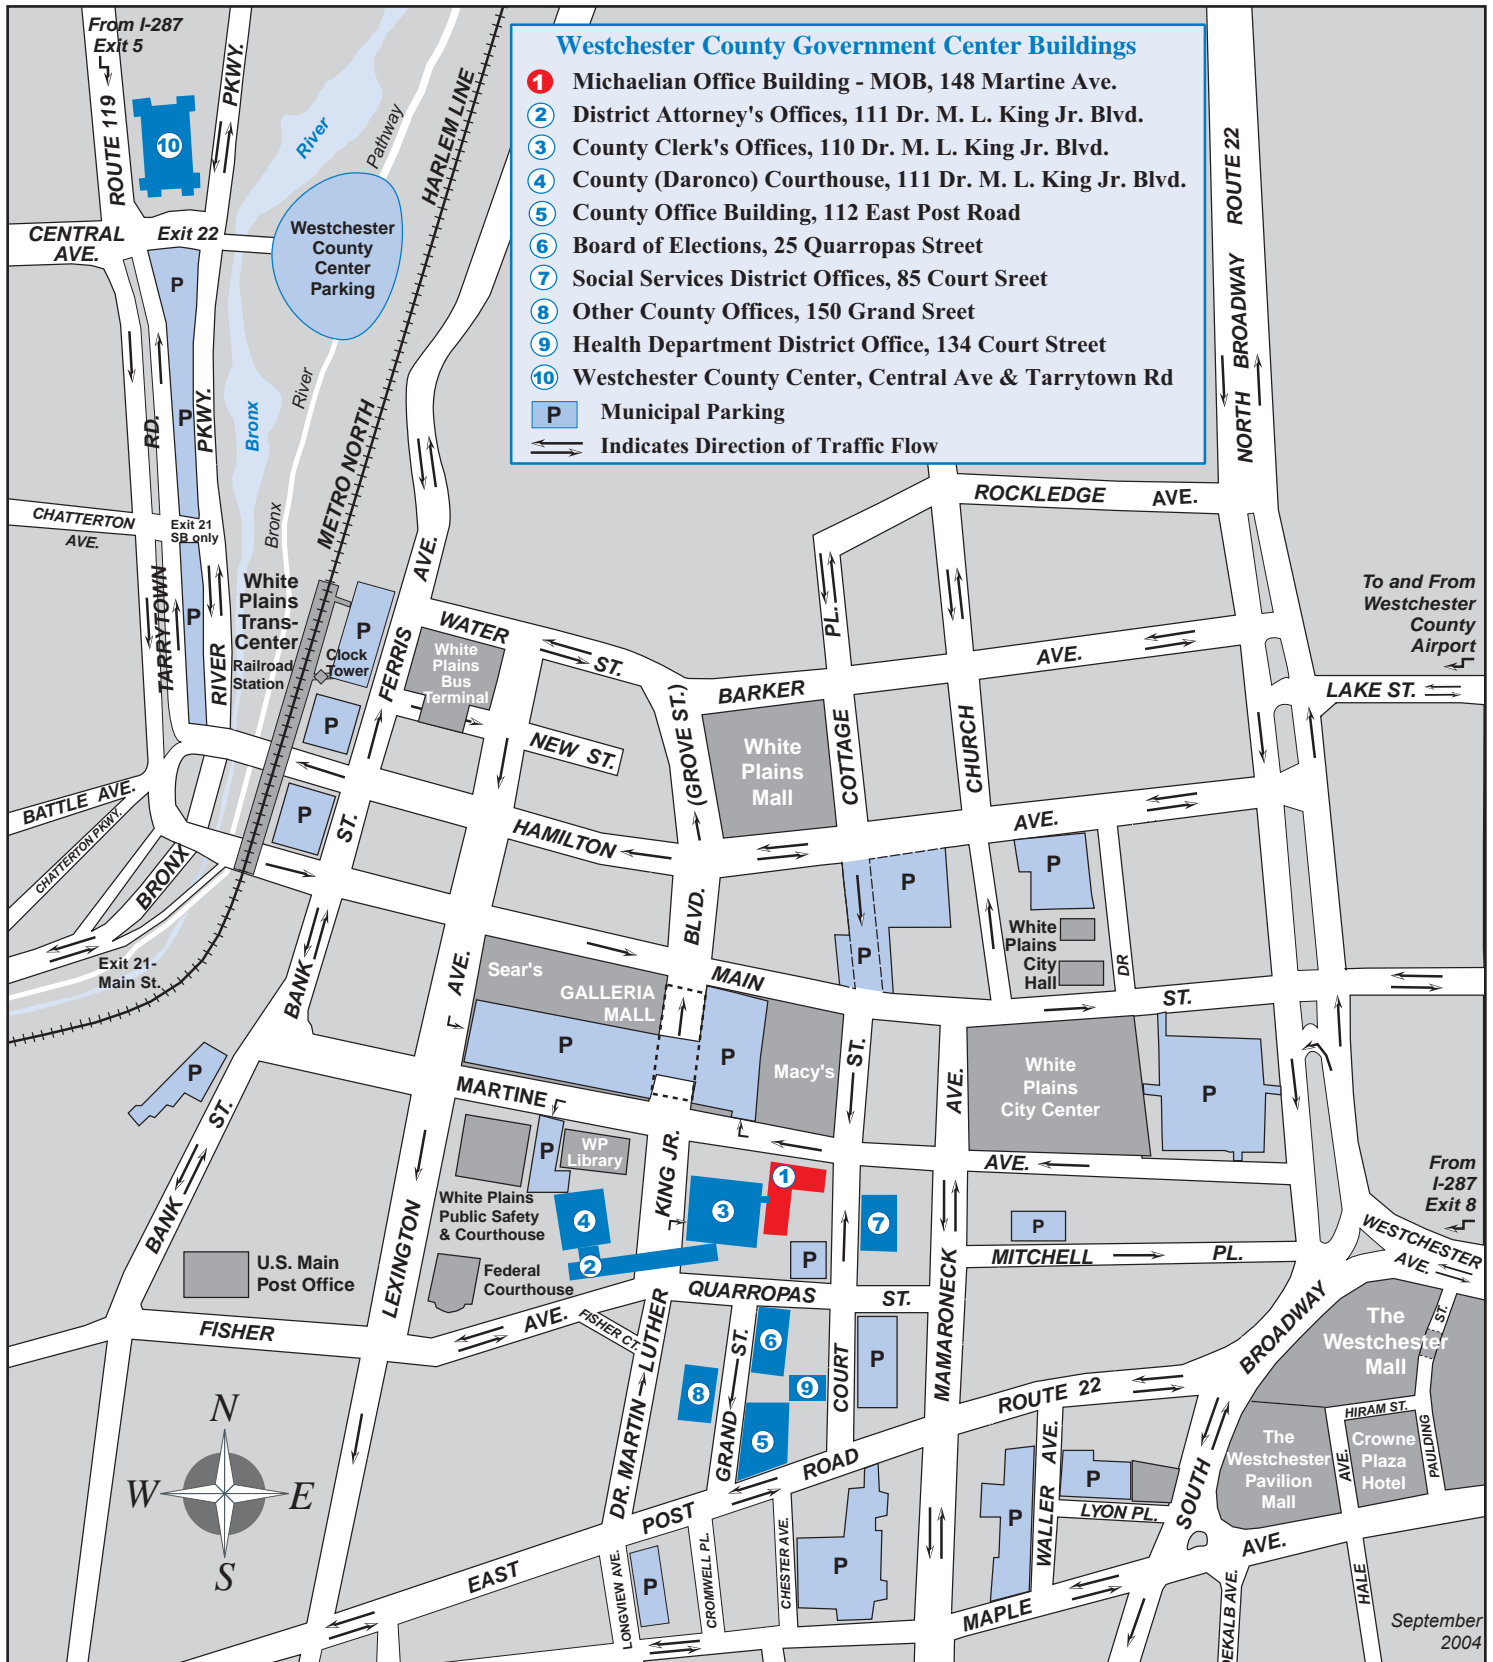 From I-287
Exit 5
ROUTE 119
PKWY.
River
Pathway
HARLEM LINE
Westchester County Government Center Buildings
1 Michaelian Office Building - MOB, 148 Martine Ave.
2 District Attorney's Offices, 111 Dr. M. L. King Jr. Blvd.
3 County Clerk's Offices, 110 Dr. M. L. King Jr. Blvd.
4 County (Daronco) Courthouse, 111 Dr. M. L. King Jr. Blvd.
5 County Office Building, 112 East Post Road
6 Board of Elections, 25 Quarropas Street
7 Social Services District Offices, 85 Court Sreet
8 Other County Offices, 150 Grand Sreet
9 Health Department District Office, 134 Court Street
10 Westchester County Center, Central Ave & Tarrytown Rd
P Municipal Parking
Indicates Direction of Traffic Flow
ROUTE 22
NORTH BROADWAY
10
CENTRAL
AVE.
Exit 22
Westchester
County
Center
Parking
P
P
RD.
PKWY.
Bronx
River
METRO NORTH
CHATTERTON
AVE.
Exit 21
SB only
Bronx
AVE.
ROCKLEDGE AVE.
TARRYTOWN
RIVER
P
White
Plains
Trans-
Center
Railroad
Station
P
Clock
Tower
P
FERRIS
WATER
ST.
White
Plains
Bus
Terminal
NEW ST.
PL.
To and From
Westchester
County
Airport
LAKE ST.
BARKER
AVE.
(GROVE ST.)
White
Plains
Mall
COTTAGE
CHURCH
BATTLE AVE.
CHATTERTON PKWY.
BRONX
P
ST.
HAMILTON
AVE.
P
P
P
White
Plains
City
Hall
DR
Exit 21-
Main St.
BANK
AVE.
BLVD.
Sear's
GALLERIA
MALL
MAIN
ST.
P
P
Macy's
ST.
AVE.
White
Plains
City Center
P
P
ST.
MARTINE
AVE.
P
WP
Library
KING JR.
1
3
4
2
7
P
White Plains
Public Safety
& Courthouse
Federal
Courthouse
BANK
LEXINGTON
U.S. Main
Post Office
P
MITCHELL PL.
From
I-287
Exit 8
WESTCHESTER
AVE.
FISHER
AVE.
FISHER CT.
QUARROPAS
ST.
MAMARONECK
DR. MARTIN LUTHER
GRAND ST.
6
8
9
5
COURT
P
BROADWAY
The
Westchester
Mall
ST.
ROUTE 22
HIRAM ST.
PAULDING
The
Westchester
Pavilion
Mall
AVE.
Crowne
Plaza
Hotel
N
W E
S
EAST
POST
ROAD
P
LONGVIEW AVE.
CROMWELL PL.
CHESTER AVE.
P
P
WALLER AVE.
P
LYON PL.
SOUTH
MAPLE
AVE.
DEKALB AVE.
HALE
September
2004